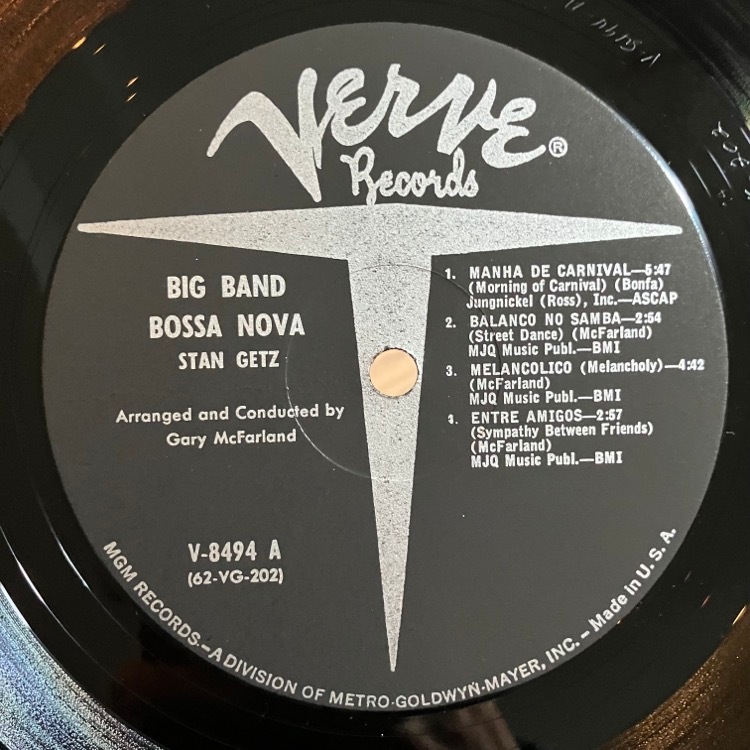 VERVE®
Records
BIG BAND
BOSSA NOVA
STAN GETZ
Arranged and Conducted by
Gary McFarland
V-8494 A
(62-VG-202)
1. MANHA DE CARNIVAL—5:47
(Morning of Carnival) (Bonfa)
Jungnickel (Ross), Inc.—ASCAP
2. BALANCO NO SAMBA—2:54
(Street Dance) (McFarland)
MJQ Music Publ.—BMI
3. MELANCOLICO (Melancholy)—4:42
(McFarland)
MJQ Music Publ.—BMI
4. ENTRE AMIGOS—2:57
(Sympathy Between Friends)
(McFarland)
MJQ Music Publ.—BMI
MGM RECORDS.—A DIVISION OF METRO-GOLDWYN-MAYER, INC. – Made in U. S. A.